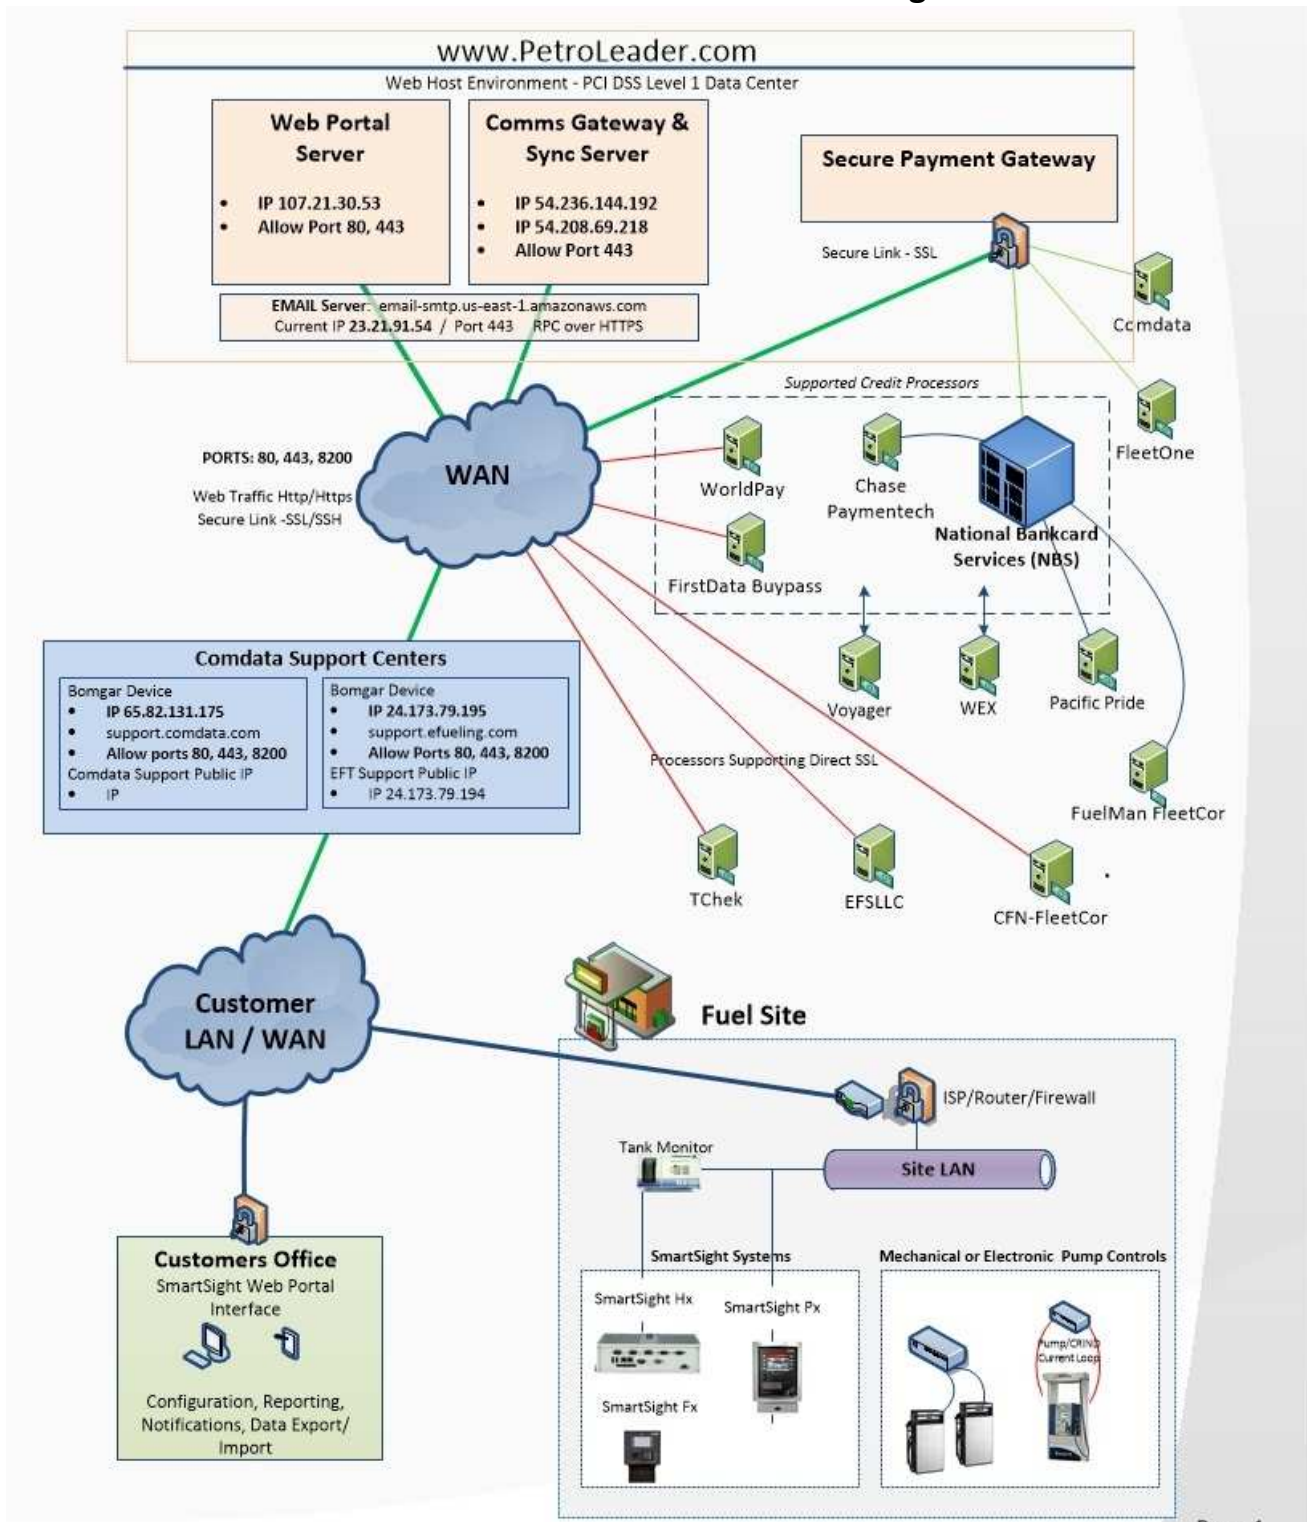 www.PetroLeader.com
Web Host Environment - PCI DSS Level 1 Data Center
Web Portal
Server
• IP 107.21.30.53
• Allow Port 80, 443
Comms Gateway &
Sync Server
• IP 54.236.144.192
• IP 54.208.69.218
• Allow Port 443
Secure Payment Gateway
Secure Link - SSL
EMAIL Server: email-smtp.us-east-1.amazonaws.com
Current IP 23.21.91.54 / Port 443 RPC over HTTPS
Comdata
FleetOne
Supported Credit Processors
WAN
PORTS: 80, 443, 8200
Web Traffic Http/Https
Secure Link -SSL/SSH
WorldPay
Chase
Paymentech
National Bankcard
Services (NBS)
FirstData Buypass
Comdata Support Centers
Bomgar Device
• IP 65.82.131.175
• support.comdata.com
• Allow ports 80, 443, 8200
Comdata Support Public IP
• IP
Bomgar Device
• IP 24.173.79.195
• support.efueling.com
• Allow Ports 80, 443, 8200
EFT Support Public IP
• IP 24.173.79.194
Voyager
WEX
Pacific Pride
Processors Supporting Direct SSL
FuelMan FleetCor
TChek
EFSLLC
CFN-FleetCor
Customer
LAN / WAN
Fuel Site
ISP/Router/Firewall
Tank Monitor
Site LAN
Customers Office
SmartSight Web Portal
Interface
Configuration, Reporting,
Notifications, Data Export/
Import
SmartSight Systems
SmartSight Hx
SmartSight Px
SmartSight Fx
Mechanical or Electronic Pump Controls
Pump/CRIND
Current Loop